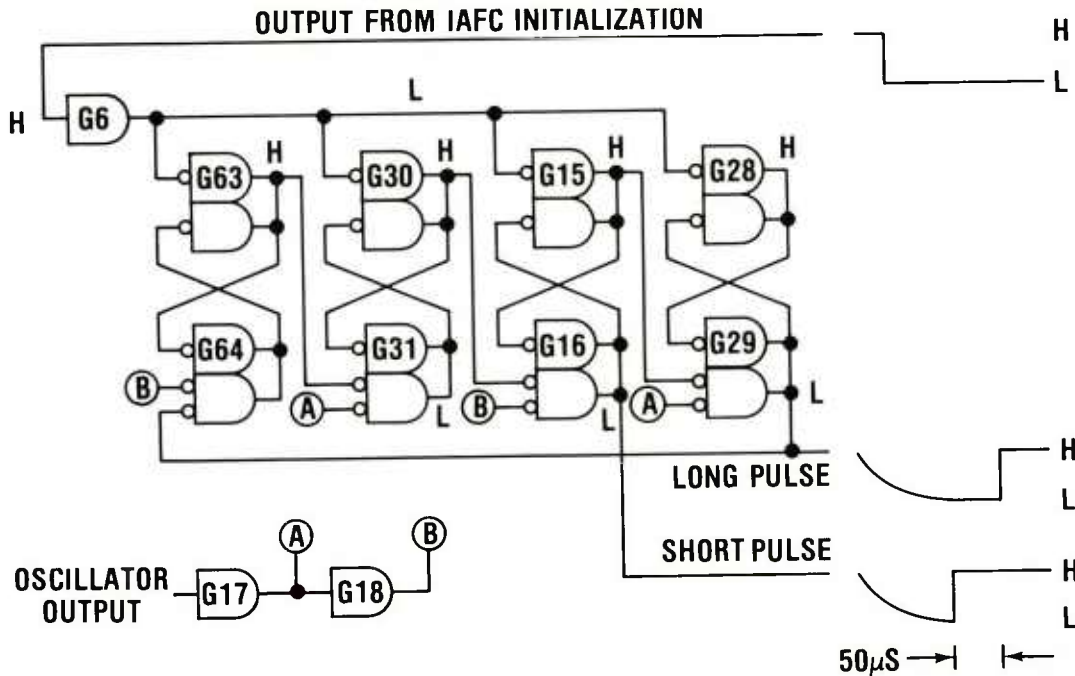 OUTPUT FROM IAFC INITIALIZATION
H
L
L
H
G6
H
H
H
H
G63
G30
G15
G28
G64
G31
G16
G29
B
A
B
A
L
L
L
LONG PULSE
H
L
A
B
SHORT PULSE
H
L
OSCILLATOR
OUTPUT
G17
G18
50μS